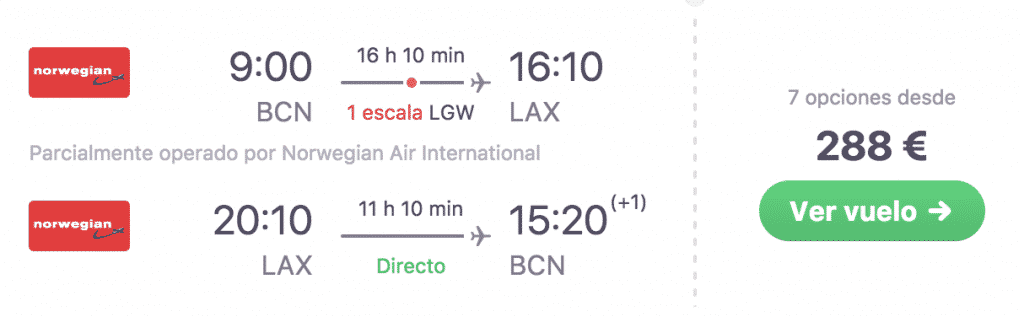 norwegian
9:00 16 h 10 min 16:10
BCN 1 escala LGW LAX
Parcialmente operado por Norwegian Air International
norwegian
20:10 11 h 10 min 15:20 (+1)
LAX Directo BCN
7 opciones desde
288 €
Ver vuelo →